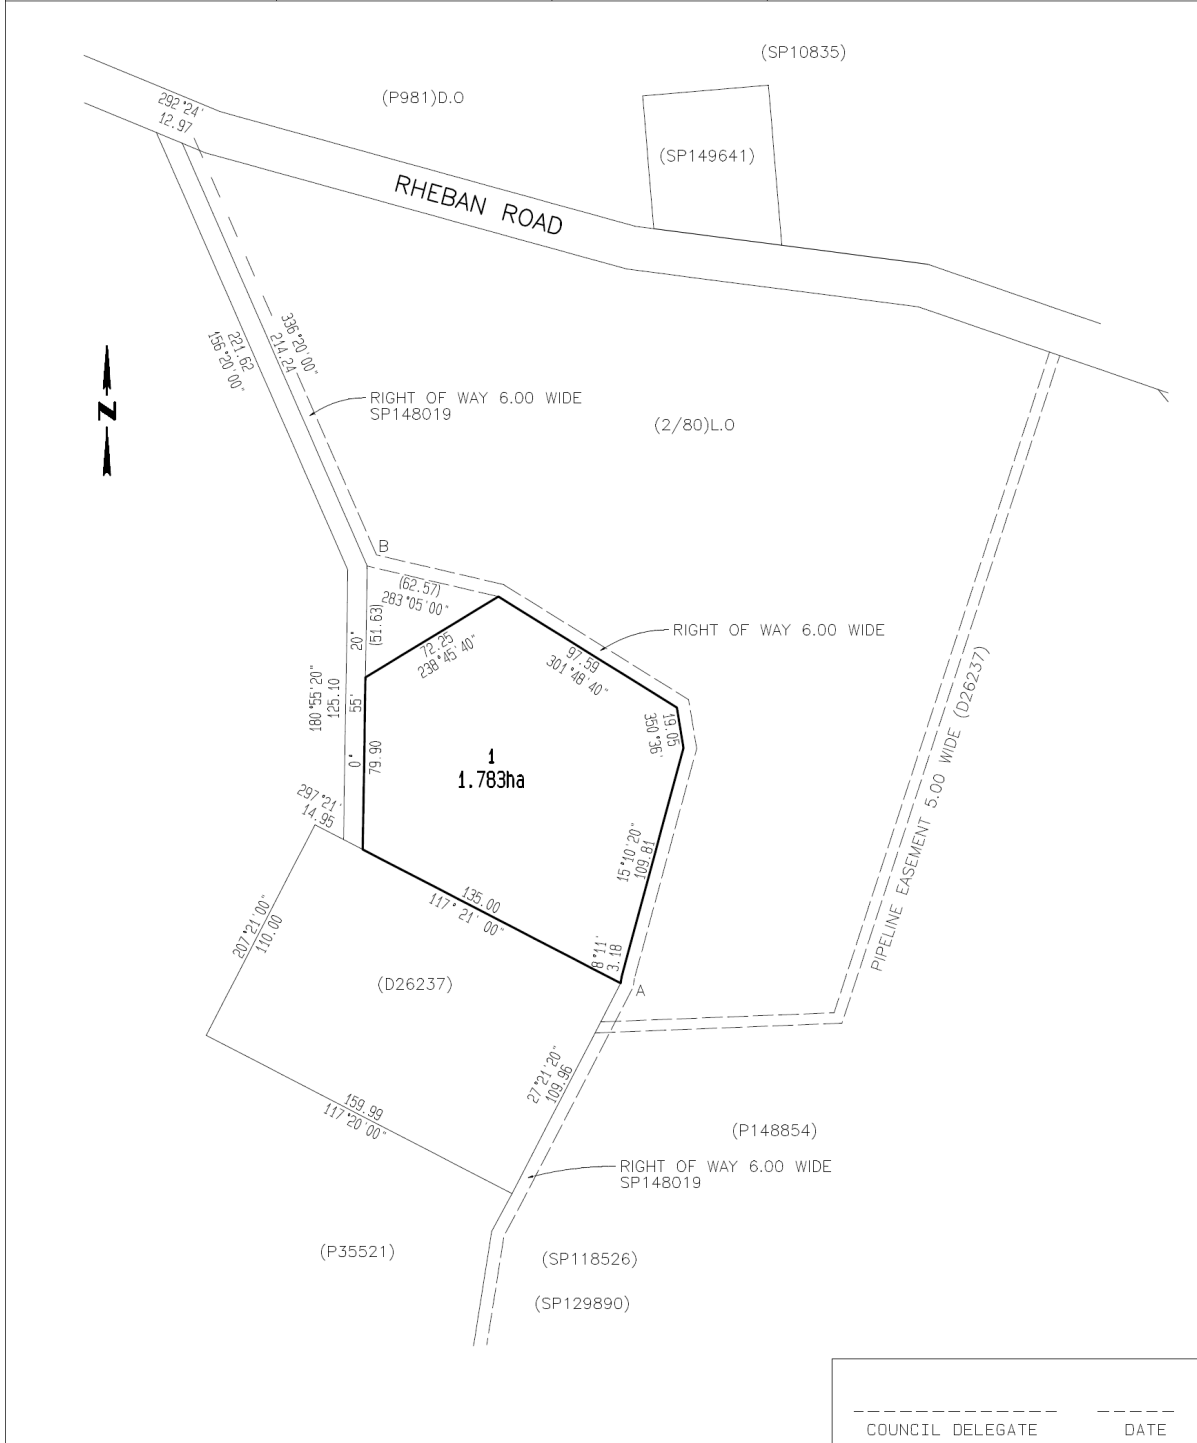 (SP10835)
(P981)D.O
292°24'
12.97
(SP149641)
RHEBAN ROAD
336°20'00"
214.24
221.62
156°20'00"
N
RIGHT OF WAY 6.00 WIDE
SP148019
(2/80)L.O
B
(62.57)
283°05'00"
(51.63)
20"
72.25
238°45'40"
RIGHT OF WAY 6.00 WIDE
97.59
301°48'40"
180°55'20"
125.10
55'
19.05
350°36'
0°
79.90
1
1.783ha
PIPELINE EASEMENT 5.00 WIDE (D26237)
297°21'
14.95
15°10'20"
109.81
135.00
117°21'00"
207°21'00"
110.00
8°11'
3.18
(D26237)
A
27°21'20"
109.96
159.99
117°20'00"
(P148854)
RIGHT OF WAY 6.00 WIDE
SP148019
(P35521)
(SP118526)
(SP129890)
COUNCIL DELEGATE
DATE